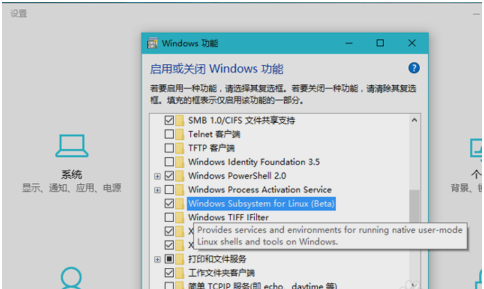 设置
Windows 功能
启用或关闭 Windows 功能
若要启用一种功能，请选择其复选框。若要关闭一种功能，请清除其复选
框。填充的框表示仅启用该功能的一部分。
SMB 1.0/CIFS 文件共享支持
Telnet 客户端
TFTP 客户端
Windows Identity Foundation 3.5
Windows PowerShell 2.0
Windows Process Activation Service
Windows Subsystem for Linux (Beta)
Windows TIFF IFilter
X
X
Provides services and environments for running native user-mode
Linux shells and tools on Windows.
打印和文件服务
工作文件夹客户端
简单 TCPIP 服务(即 echo、daytime 等)
系统
显示、通知、应用、电源
个
背景、